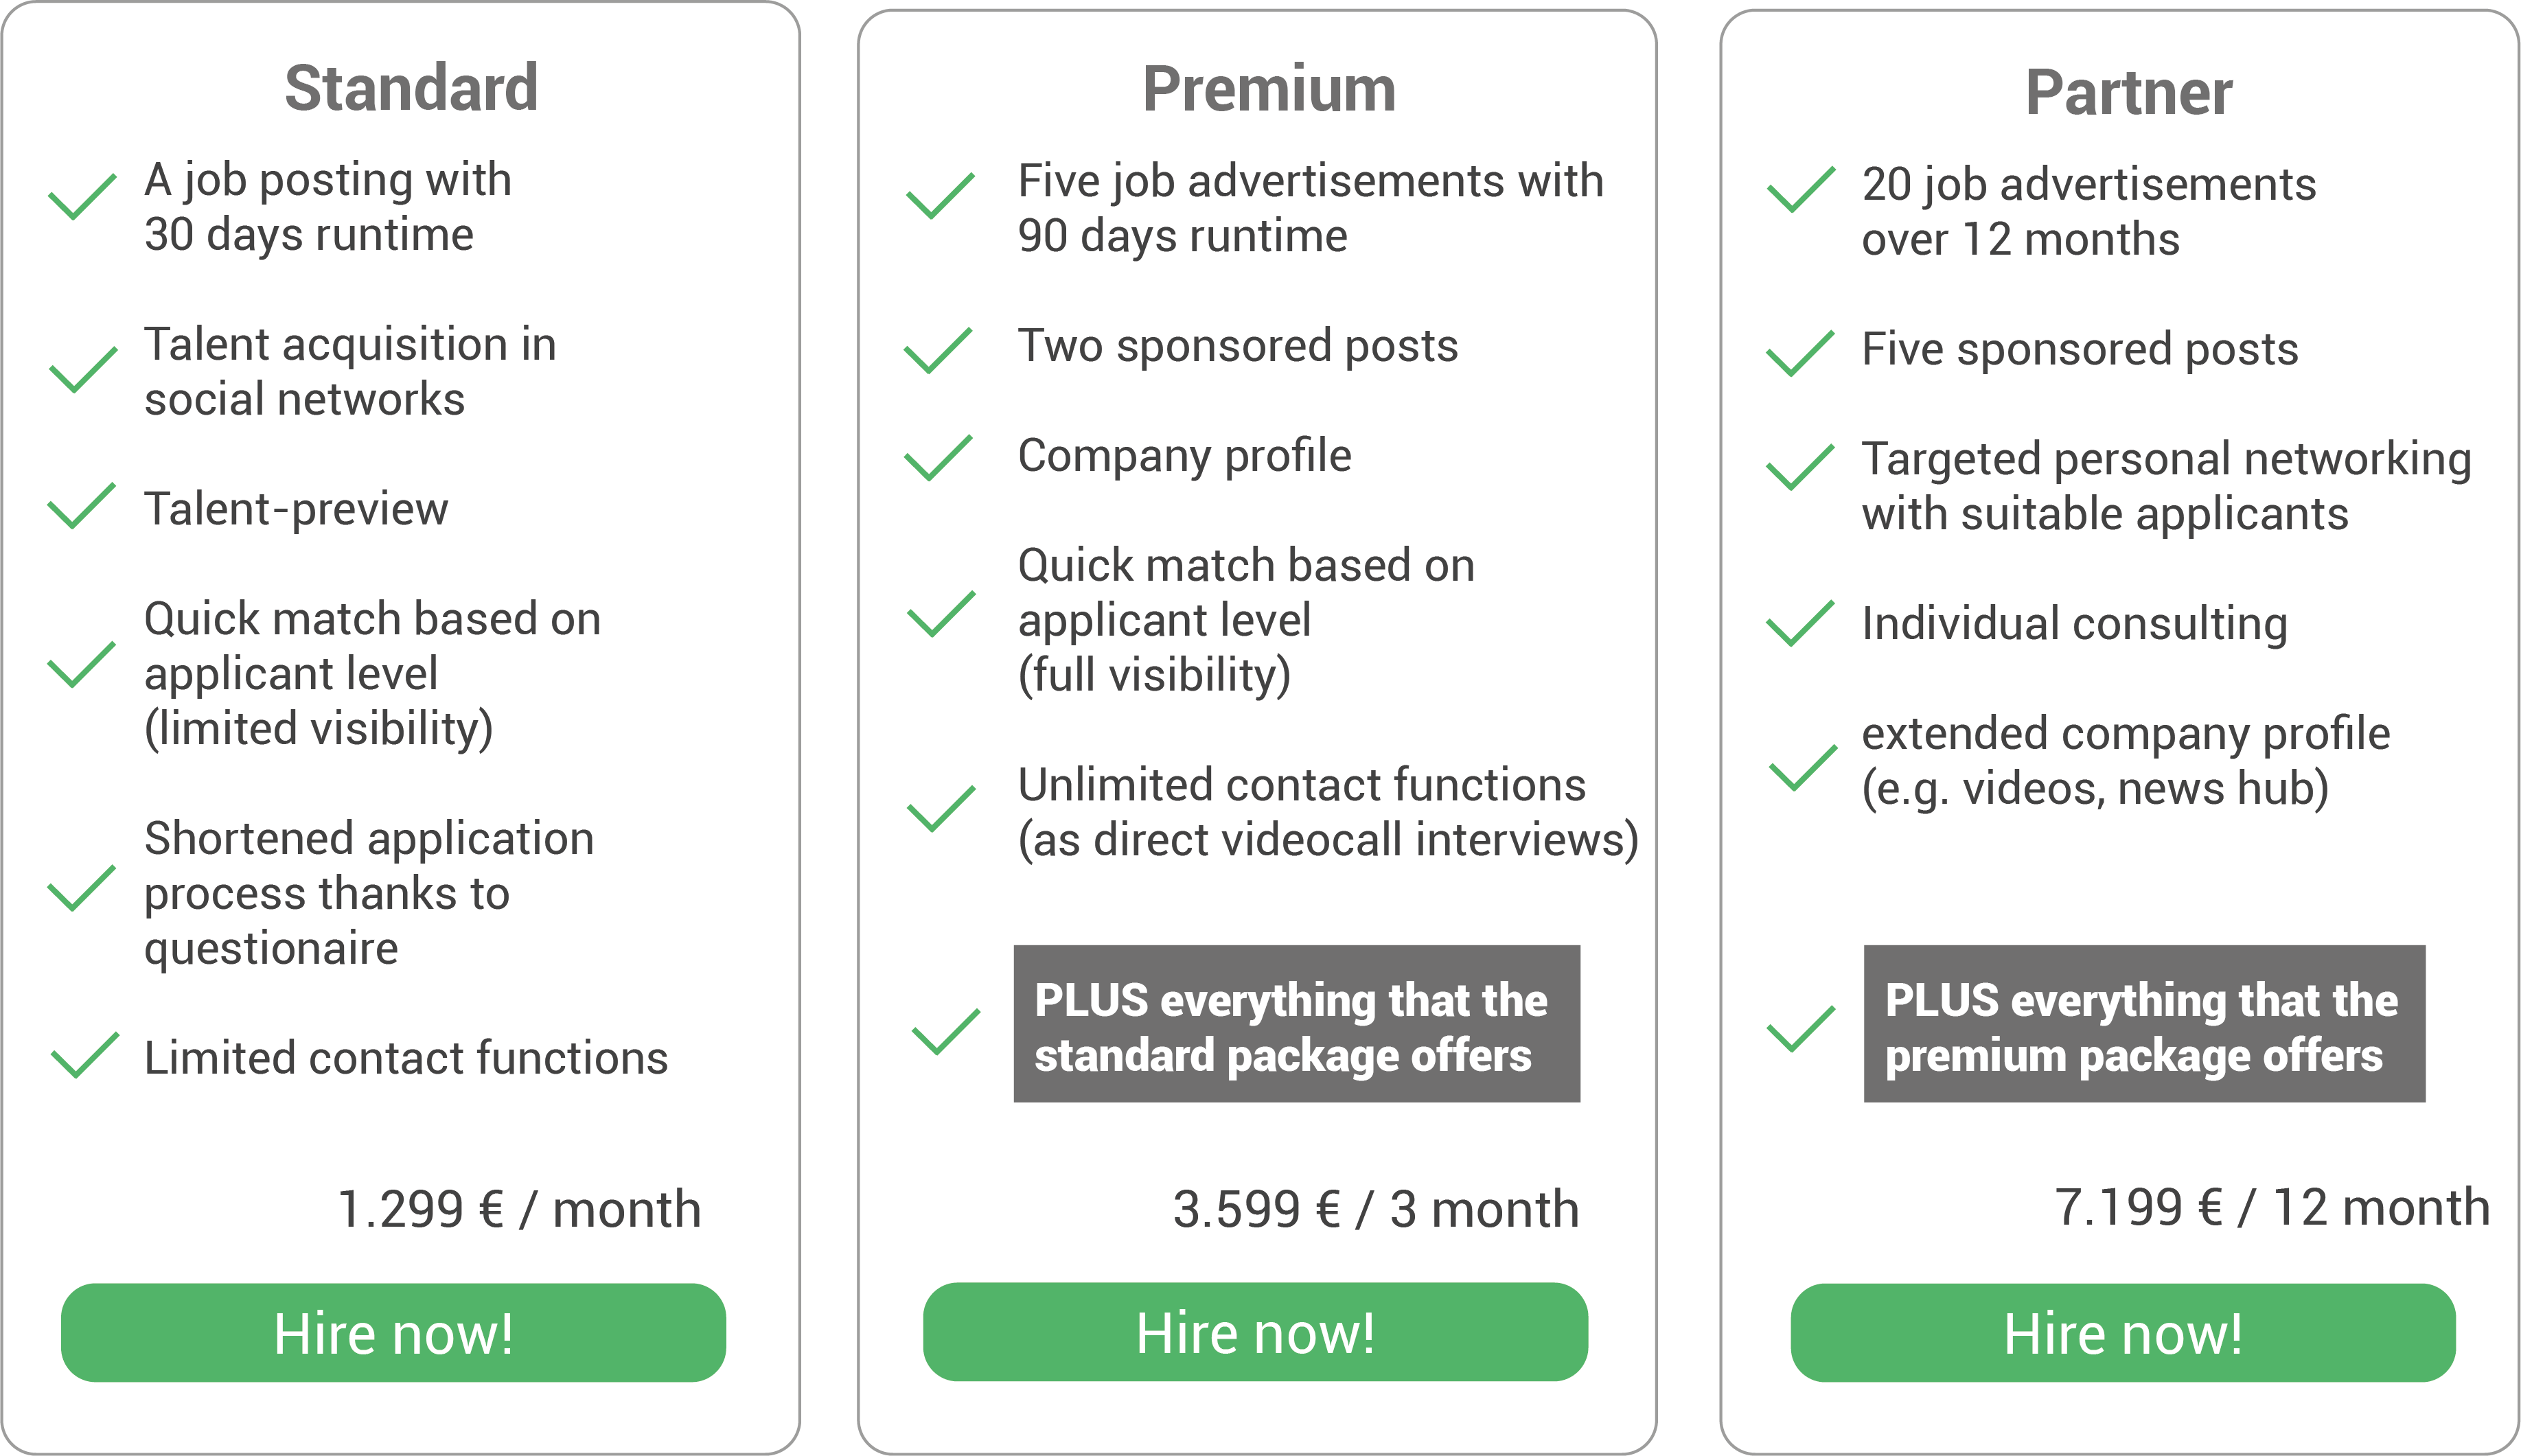 Standard
A job posting with
30 days runtime
Talent acquisition in
social networks
Talent-preview
Quick match based on
applicant level
(limited visibility)
Shortened application
process thanks to
questionaire
Limited contact functions
1.299 € / month
Hire now!
Premium
Five job advertisements with
90 days runtime
Two sponsored posts
Company profile
Quick match based on
applicant level
(full visibility)
Unlimited contact functions
(as direct videocall interviews)
PLUS everything that the
standard package offers
3.599 € / 3 month
Hire now!
Partner
20 job advertisements
over 12 months
Five sponsored posts
Targeted personal networking
with suitable applicants
Individual consulting
extended company profile
(e.g. videos, news hub)
PLUS everything that the
premium package offers
7.199 € / 12 month
Hire now!